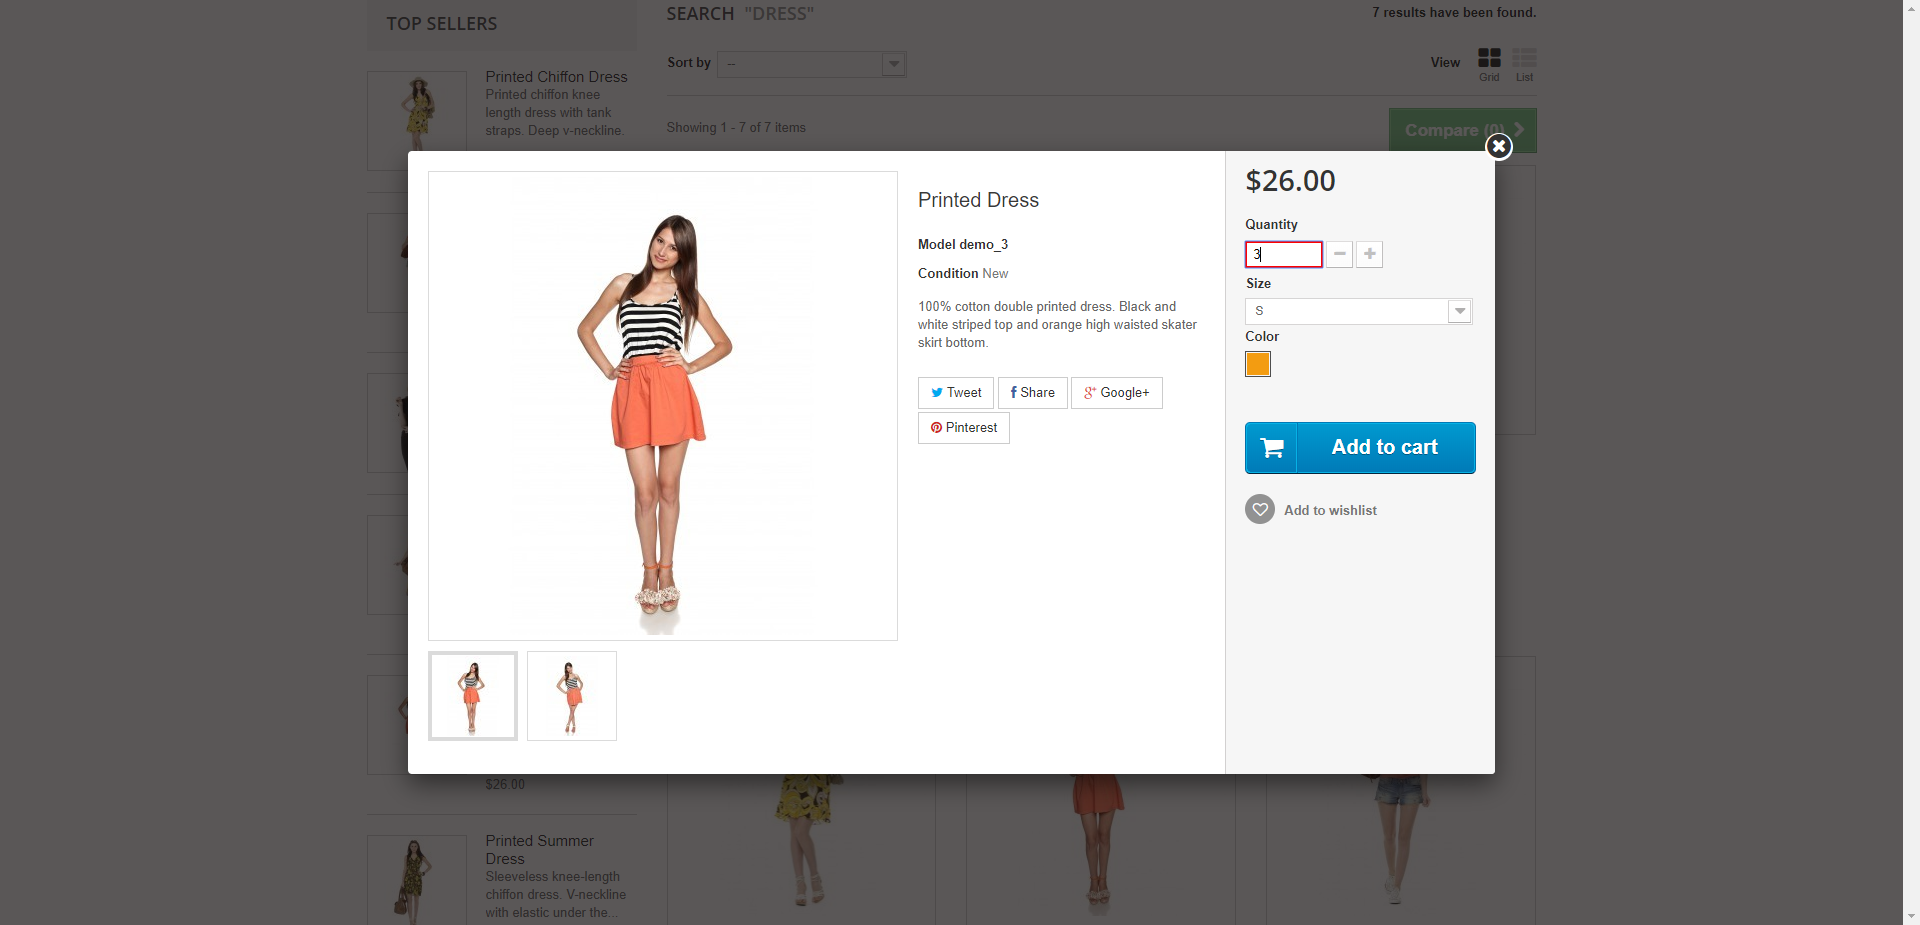 TOP SELLERS
Printed Chiffon Dress
Printed chiffon knee
length dress with tank
straps. Deep v-neckline.
SEARCH "DRESS"
7 results have been found.
Sort by --
View
Grid
List
Showing 1 - 7 of 7 items
Compare (0)
Printed Dress
Model demo_3
Condition New
100% cotton double printed dress. Black and
white striped top and orange high waisted skater
skirt bottom.
Tweet
Share
Google+
Pinterest
$26.00
Quantity
3
Size
S
Color
Add to cart
Add to wishlist
$26.00
Printed Summer
Dress
Sleeveless knee-length
chiffon dress. V-neckline
with elastic under the...